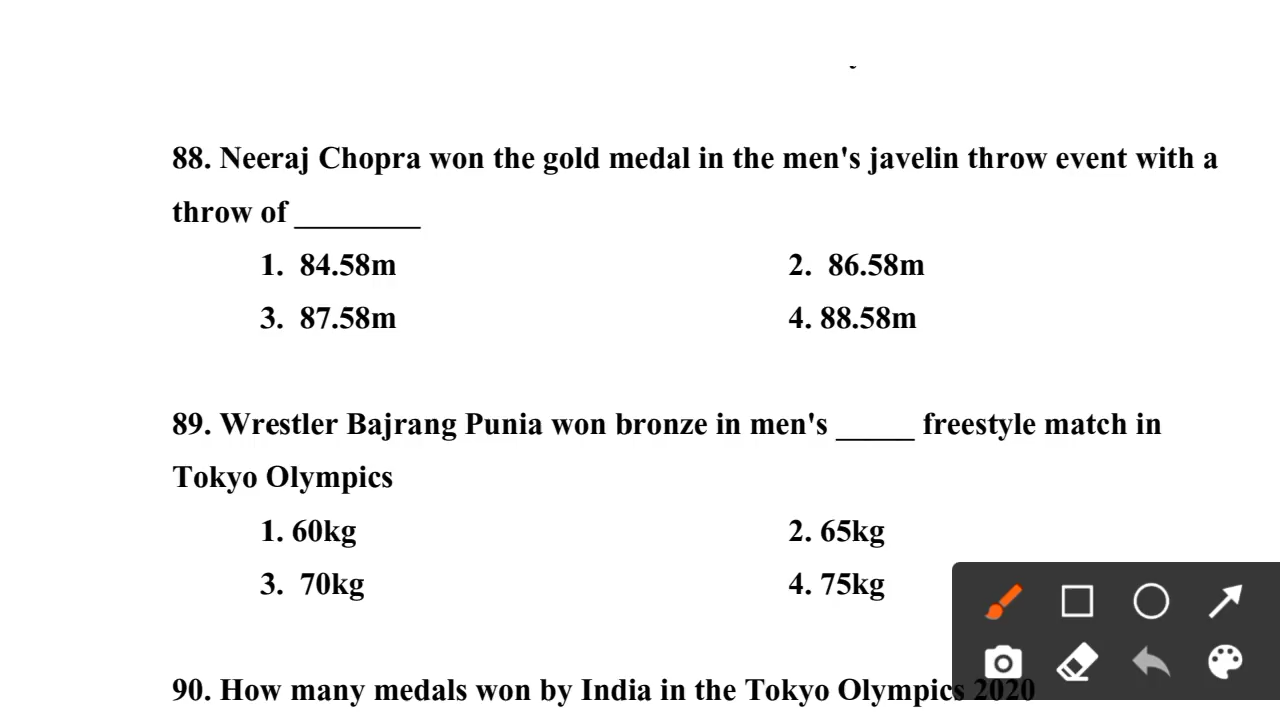 88. Neeraj Chopra won the gold medal in the men's javelin throw event with a
throw of ________
1. 84.58m 2. 86.58m
3. 87.58m 4. 88.58m
89. Wrestler Bajrang Punia won bronze in men's _____ freestyle match in
Tokyo Olympics
1. 60kg 2. 65kg
3. 70kg 4. 75kg
90. How many medals won by India in the Tokyo Olympics 2020